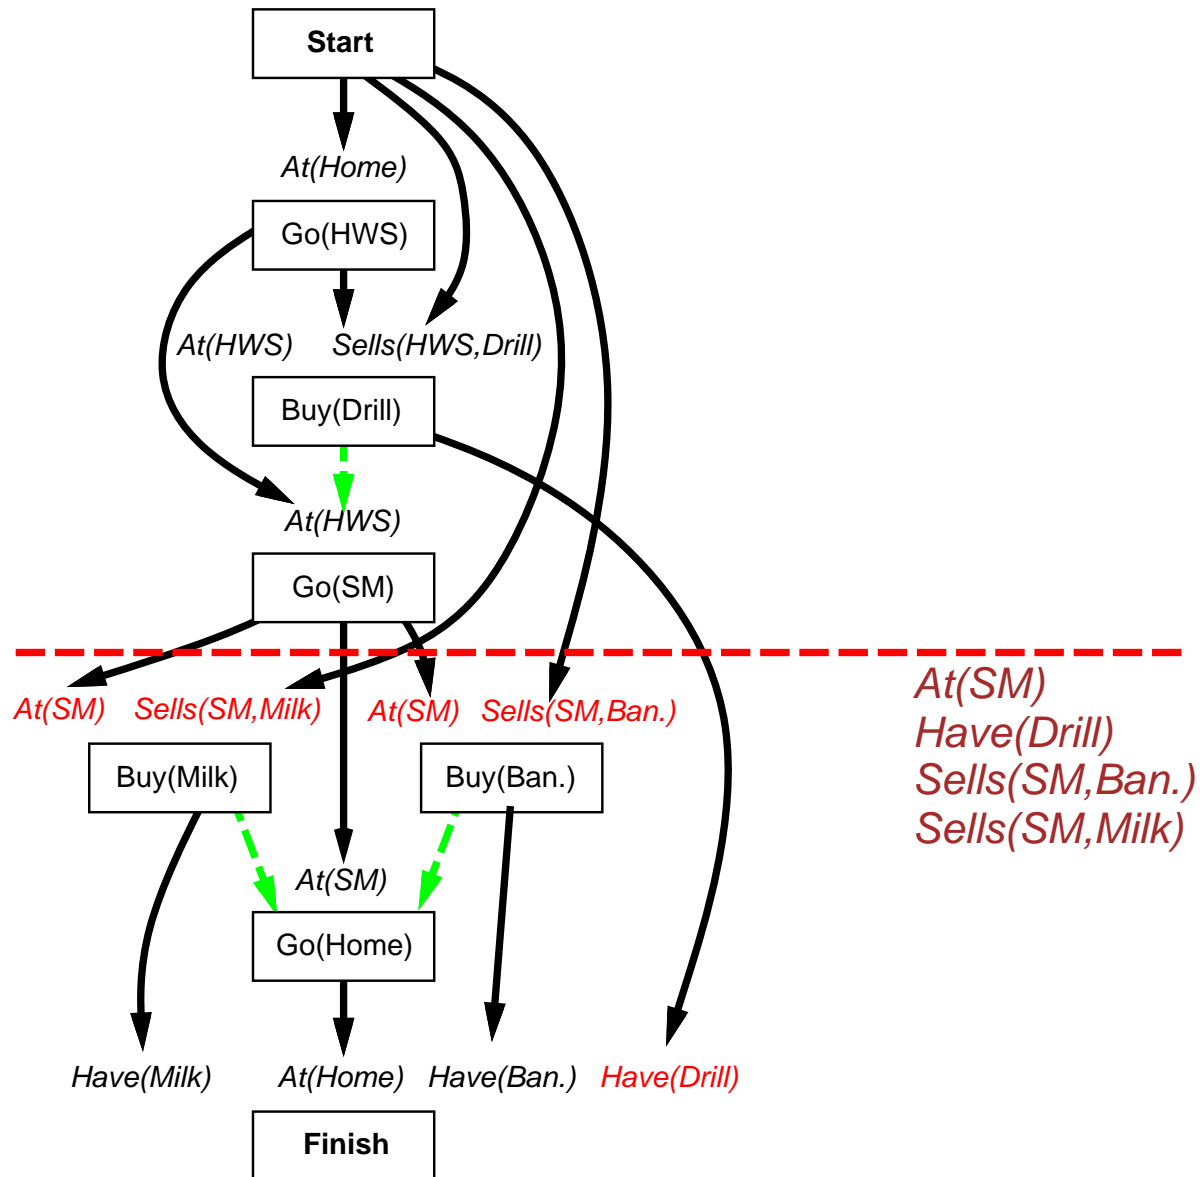 Start
At(Home)
Go(HWS)
At(HWS) Sells(HWS,Drill)
Buy(Drill)
At(HWS)
Go(SM)
At(SM) Sells(SM,Milk) At(SM) Sells(SM,Ban.)
Buy(Milk) Buy(Ban.)
At(SM)
Go(Home)
Have(Milk) At(Home) Have(Ban.) Have(Drill)
Finish
At(SM)
Have(Drill)
Sells(SM,Ban.)
Sells(SM,Milk)